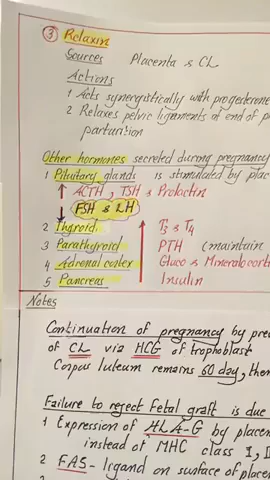 ③ Relaxin
Sources Placenta & CL
Actions
1 Acts synergistically with progesterone
2 Relaxes pelvic ligaments at end of p
parturition
Other hormones secreted during pregnancy
1 Pituitary glands is stimulated by plac
↑ ACTH, TSH & Prolactin
↓ FSH & LH
2 Thyroid T3 & T4
3 Parathyroid PTH (maintain
4 Adrenal cortex Gluco & Mineralocorti
5 Pancreas ↑ Insulin
Notes
Continuation of pregnancy by pre
of CL via HCG of trophoblast
Corpus luteum remains 60 day, then
Failure to reject Fetal graft is due
1 Expression of HLA-G by placen
instead of MHC class I, I
2 FAS-ligand on surface of place